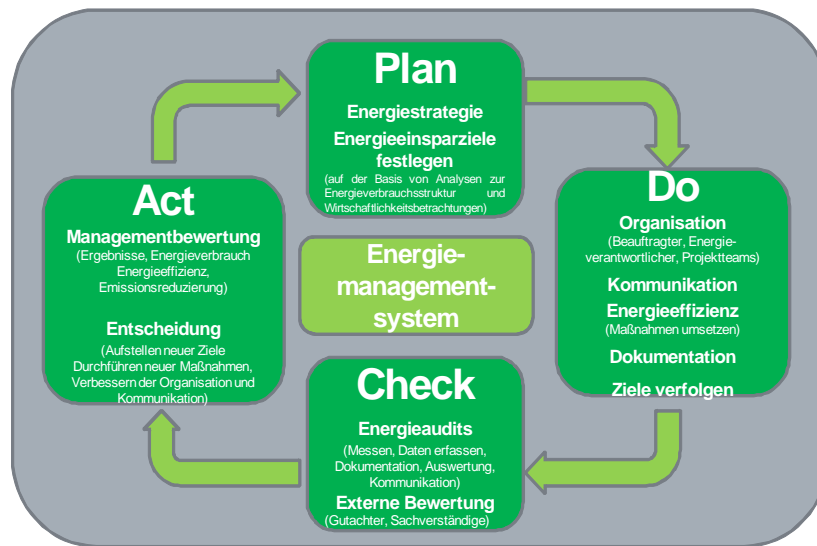 Plan
Energiestrategie
Energieeinsparziele
festlegen
(auf der Basis von Analysen zur
Energieverbrauchsstruktur und
Wirtschaftlichkeitsbetrachtungen)
Do
Organisation
(Beauftragter, Energie-
verantwortlicher, Projektteams)
Kommunikation
Energieeffizienz
(Maßnahmen umsetzen)
Dokumentation
Ziele verfolgen
Check
Energieaudits
(Messen, Daten erfassen,
Dokumentation, Auswertung,
Kommunikation)
Externe Bewertung
(Gutachter, Sachverständige)
Act
Managementbewertung
(Ergebnisse, Energieverbrauch
Energieeffizienz,
Emissionsreduzierung)
Entscheidung
(Aufstellen neuer Ziele
Durchführen neuer Maßnahmen,
Verbessern der Organisation und
Kommunikation)
Energie-
management-
system